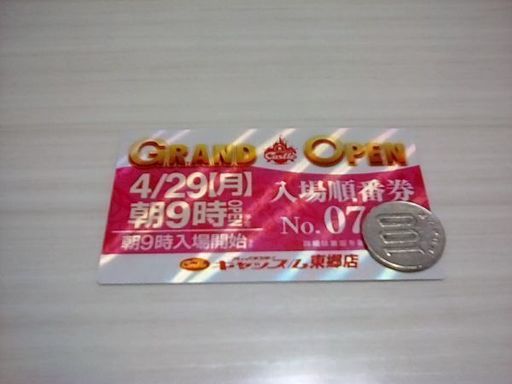 GRAND Castle OPEN
4/29【月】
朝9時OPEN
朝9時入場開始
入場順番券
No.07
キャッスル東郷店
100